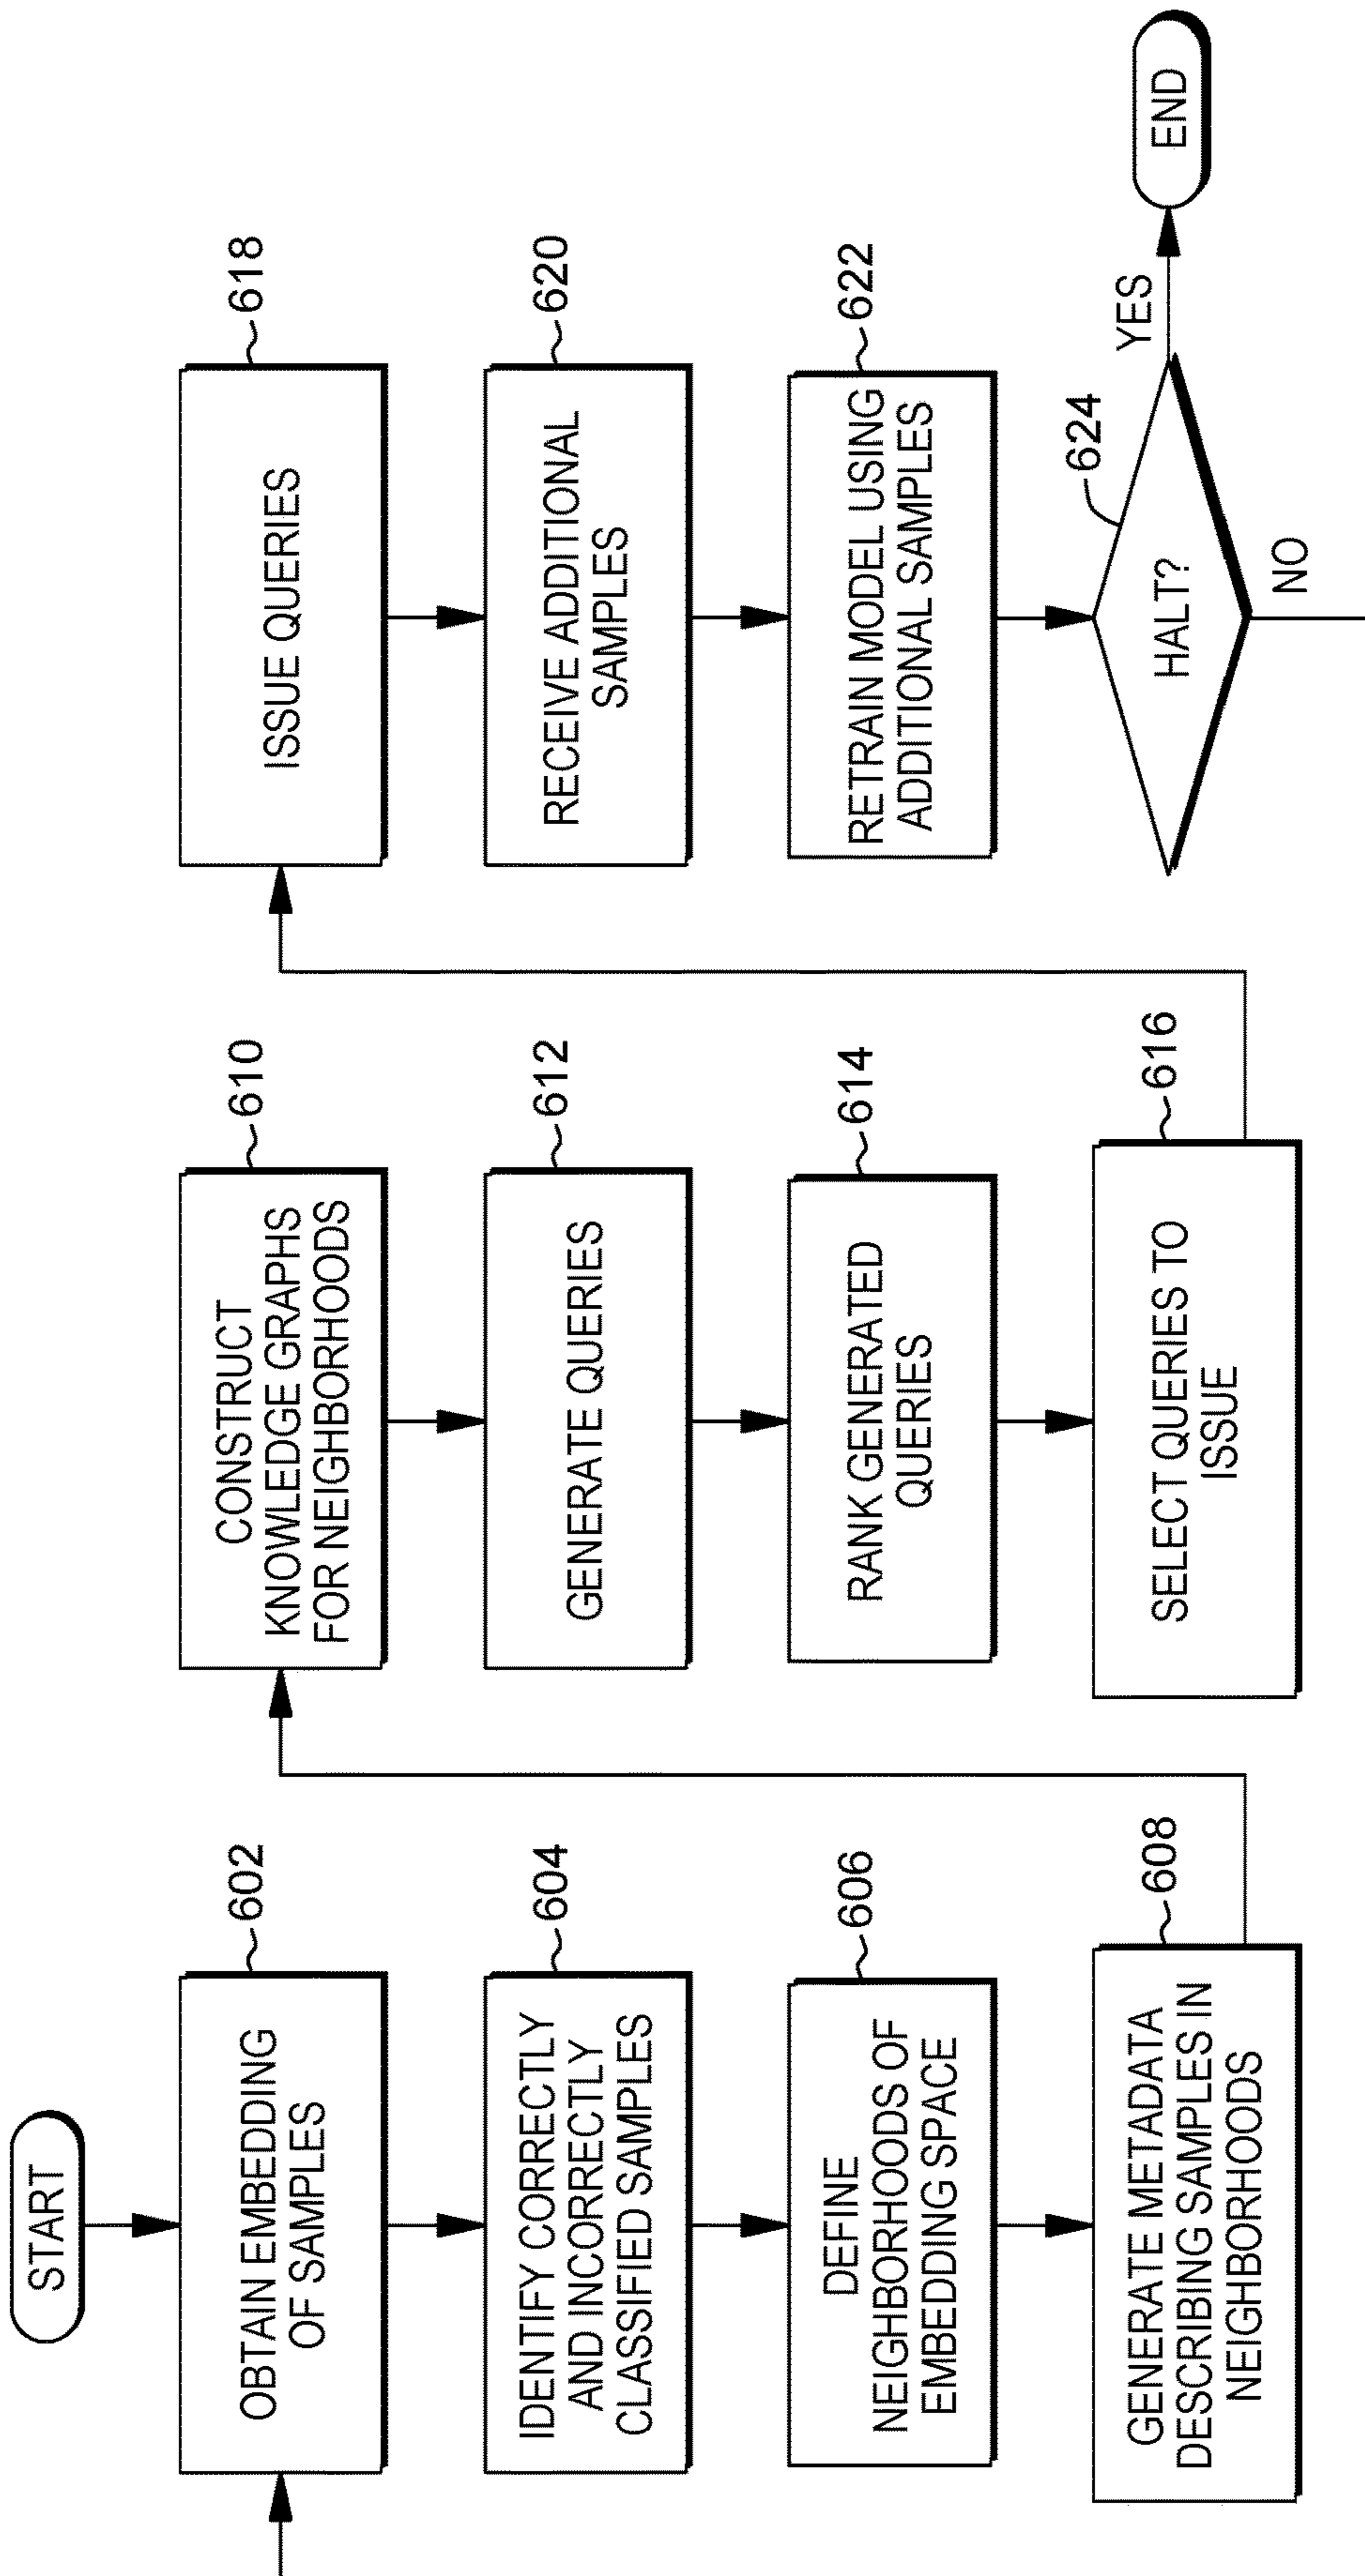 START
602
OBTAIN EMBEDDING
OF SAMPLES
604
IDENTIFY CORRECTLY
AND INCORRECTLY
CLASSIFIED SAMPLES
606
DEFINE
NEIGHBORHOODS OF
EMBEDDING SPACE
608
GENERATE METADATA
DESCRIBING SAMPLES IN
NEIGHBORHOODS
610
CONSTRUCT
KNOWLEDGE GRAPHS
FOR NEIGHBORHOODS
612
GENERATE QUERIES
614
RANK GENERATED
QUERIES
616
SELECT QUERIES TO
ISSUE
618
ISSUE QUERIES
620
RECEIVE ADDITIONAL
SAMPLES
622
RETRAIN MODEL USING
ADDITIONAL SAMPLES
624
HALT?
YES
END
NO